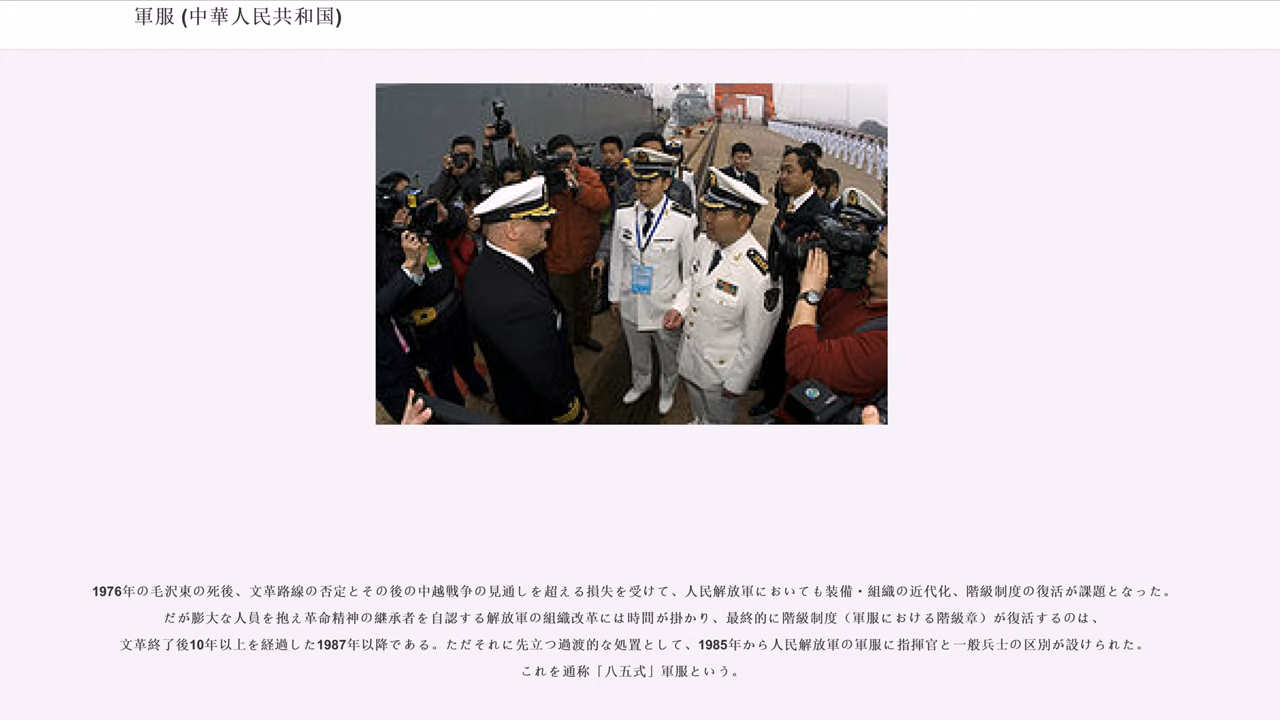 軍服 (中華人民共和国)
1976年の毛沢東の死後、文革路線の否定とその後の中越戦争の見通しを超える損失を受けて、人民解放軍においても装備・組織の近代化、階級制度の復活が課題となった。
だが膨大な人員を抱え革命精神の継承者を自認する解放軍の組織改革には時間が掛かり、最終的に階級制度（軍服における階級章）が復活するのは、
文革終了後10年以上を経過した1987年以降である。ただそれに先立つ過渡的な処置として、1985年から人民解放軍の軍服に指揮官と一般兵士の区別が設けられた。
これを通称「八五式」軍服という。